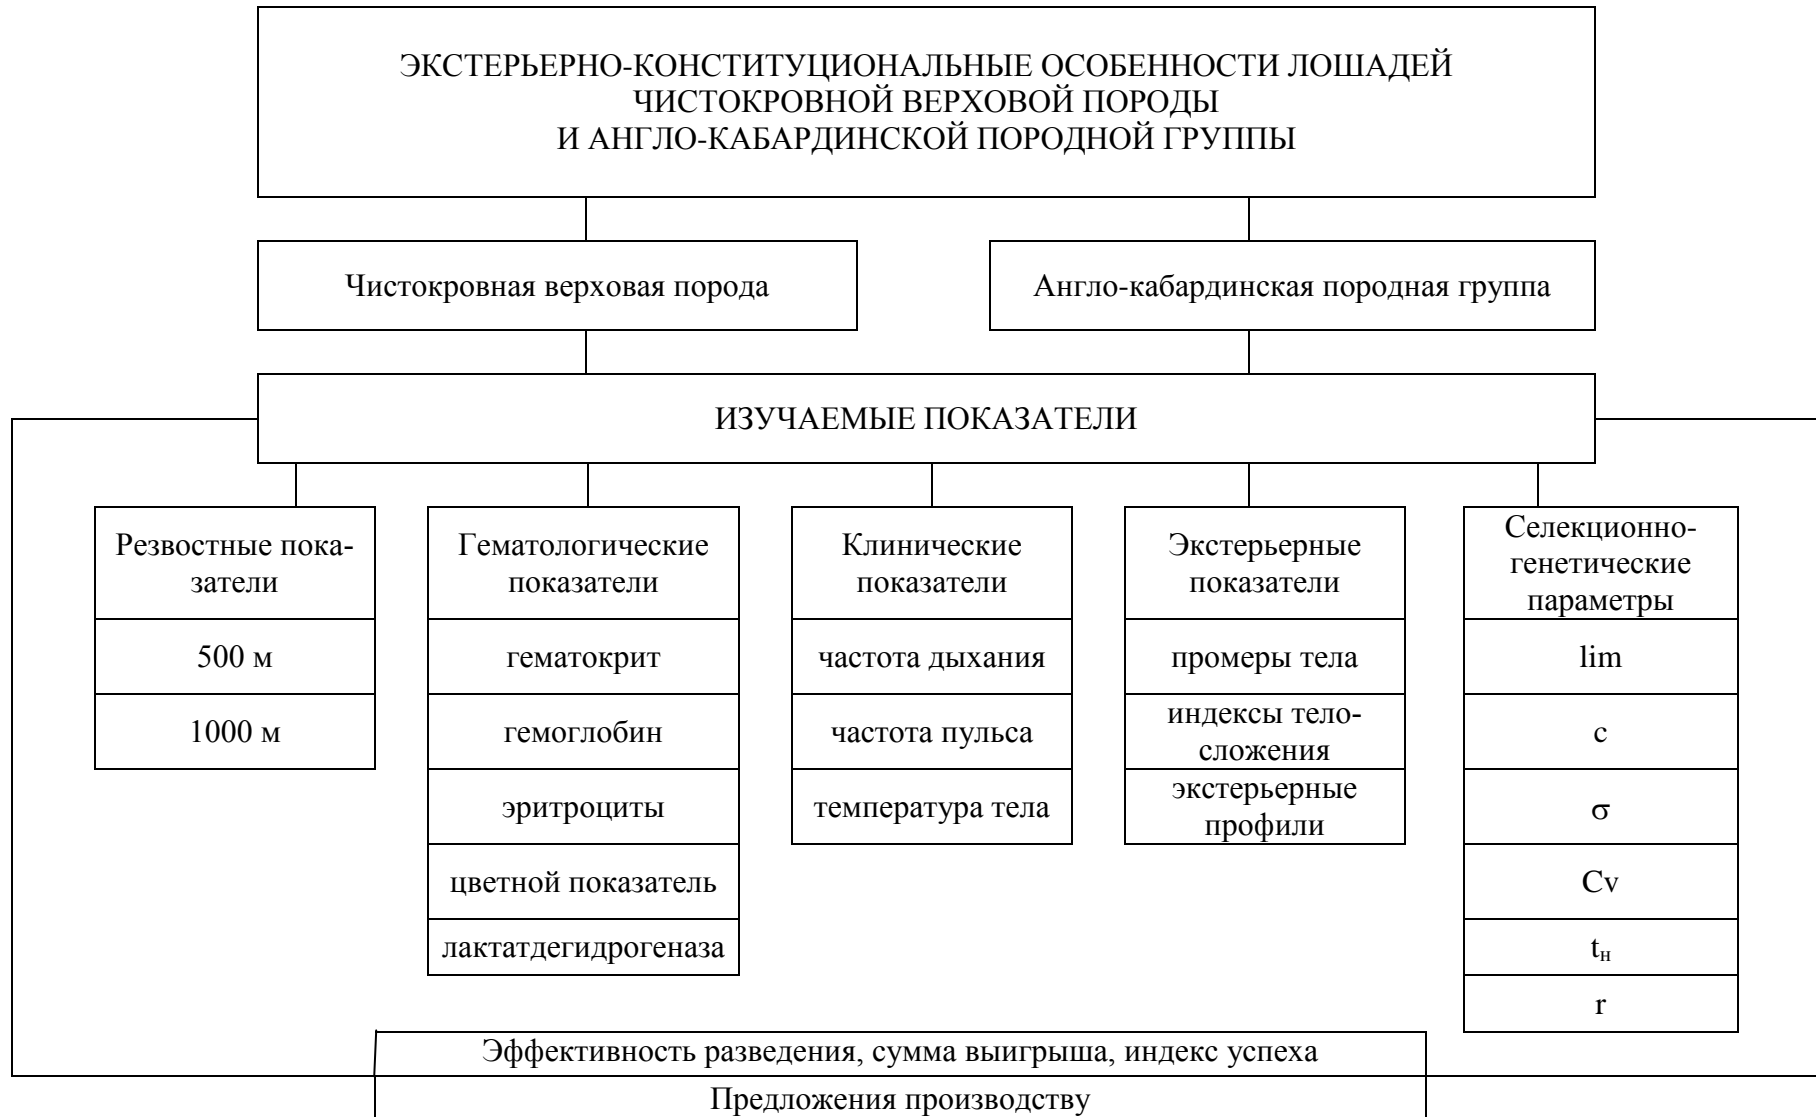 ЭКСТЕРЬЕРНО-КОНСТИТУЦИОНАЛЬНЫЕ ОСОБЕННОСТИ ЛОШАДЕЙ
ЧИСТОКРОВНОЙ ВЕРХОВОЙ ПОРОДЫ
И АНГЛО-КАБАРДИНСКОЙ ПОРОДНОЙ ГРУППЫ
Чистокровная верховая порода
Англо-кабардинская породная группа
ИЗУЧАЕМЫЕ ПОКАЗАТЕЛИ
Резвостные пока-
затели
500 м
1000 м
Гематологические
показатели
гематокрит
гемоглобин
эритроциты
цветной показатель
лактатдегидрогеназа
Клинические
показатели
частота дыхания
частота пульса
температура тела
Экстерьерные
показатели
промеры тела
индексы тело-
сложения
экстерьерные
профили
Селекционно-
генетические
параметры
lim
с
σ
Cv
tн
r
Эффективность разведения, сумма выигрыша, индекс успеха
Предложения производству